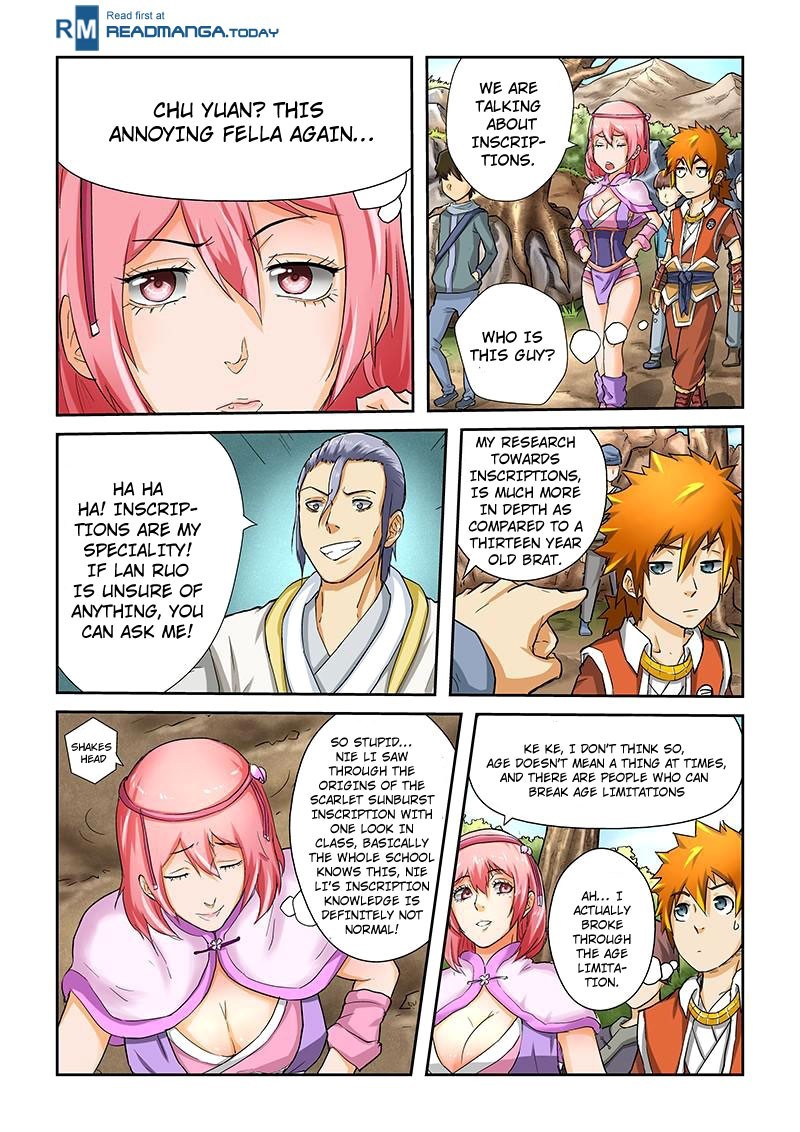 RM
Read first at
READMANGA.TODAY
CHU YUAN? THIS
ANNOYING FELLA AGAIN...
WE ARE
TALKING
ABOUT
INSCRIP-
TIONS.
WHO IS
THIS GUY?
HA HA
HA! INSCRIP-
TIONS ARE MY
SPECIALITY!
IF LAN RUO
IS UNSURE OF
ANYTHING, YOU
CAN ASK ME!
MY RESEARCH
TOWARDS
INSCRIPTIONS,
IS MUCH MORE
IN DEPTH AS
COMPARED TO A
THIRTEEN YEAR
OLD BRAT.
SHAKES
HEAD
SO STUPID...
NIE LI SAW
THROUGH THE
ORIGINS OF THE
SCARLET SUNBURST
INSCRIPTION WITH
ONE LOOK IN
CLASS, BASICALLY
THE WHOLE SCHOOL
KNOWS THIS, NIE
LI'S INSCRIPTION
KNOWLEDGE IS
DEFINITELY NOT
NORMAL!
KE KE, I DON'T THINK SO,
AGE DOESN'T MEAN A THING AT TIMES,
AND THERE ARE PEOPLE WHO CAN
BREAK AGE LIMITATIONS
AH... I
ACTUALLY
BROKE
THROUGH
THE AGE
LIMITA-
TION.